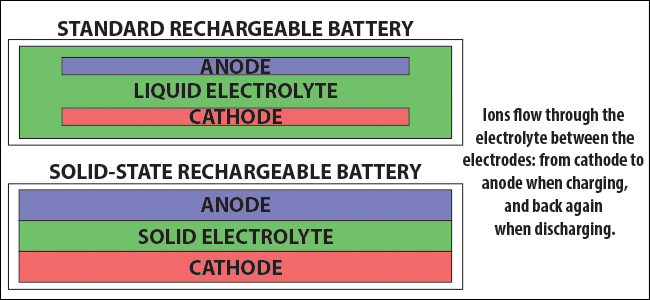 STANDARD RECHARGEABLE BATTERY
ANODE
LIQUID ELECTROLYTE
CATHODE
SOLID-STATE RECHARGEABLE BATTERY
ANODE
SOLID ELECTROLYTE
CATHODE
Ions flow through the
electrolyte between the
electrodes: from cathode to
anode when charging,
and back again
when discharging.